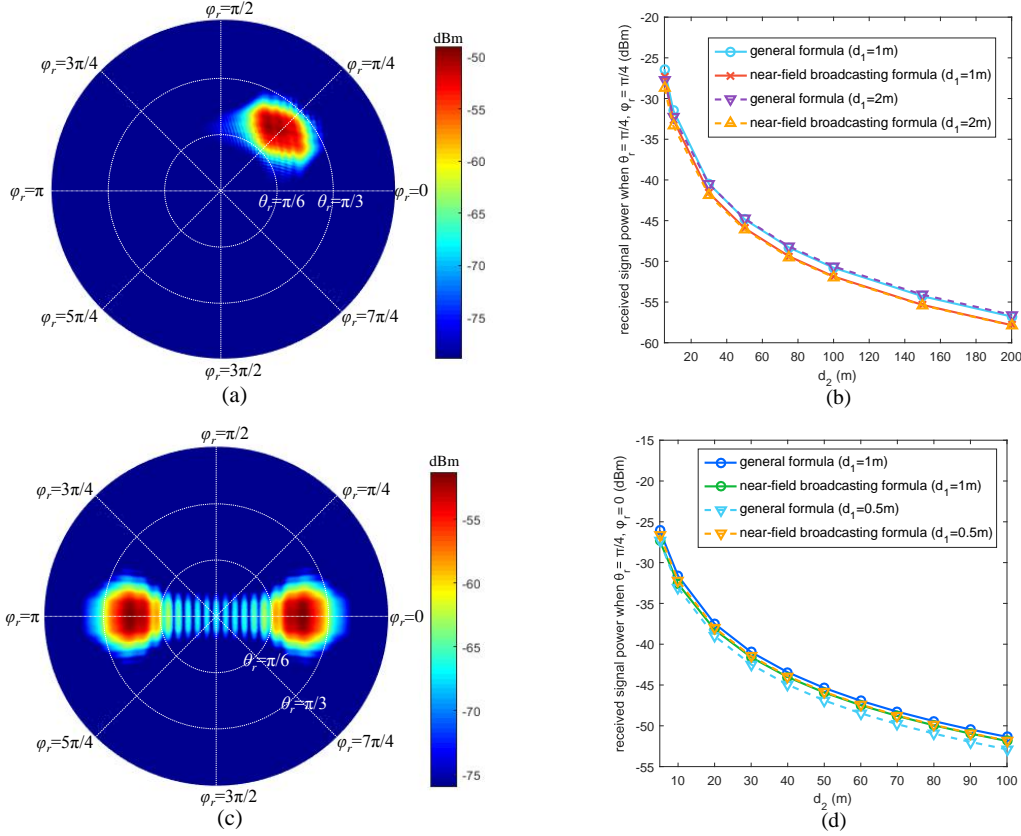 φr=π/2
dBm
φr=3π/4
φr=π/4
-50
-55
-60
-65
-70
-75
φr=π
φr=0
θr=π/6
θr=π/3
φr=5π/4
φr=7π/4
φr=3π/2
(a)
received signal power when θr= π/4, φr= π/4 (dBm)
-20
-25
-30
-35
-40
-45
-50
-55
-60
general formula (d1=1m)
near-field broadcasting formula (d1=1m)
general formula (d1=2m)
near-field broadcasting formula (d1=2m)
20 40 60 80 100 120 140 160 180 200
d2 (m)
(b)
φr=π/2
dBm
φr=3π/4
φr=π/4
-55
-60
-65
-70
-75
φr=π
φr=0
θr=π/6
θr=π/3
φr=5π/4
φr=7π/4
φr=3π/2
(c)
received signal power when θr= π/4, φr= 0 (dBm)
-15
-20
-25
-30
-35
-40
-45
-50
-55
general formula (d1=1m)
near-field broadcasting formula (d1=1m)
general formula (d1=0.5m)
near-field broadcasting formula (d1=0.5m)
10 20 30 40 50 60 70 80 90 100
d2 (m)
(d)